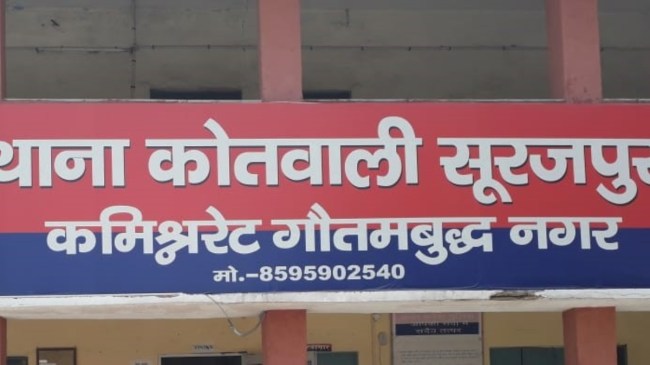 थाना कोतवाली सूरजपुर
कमिश्नरेट गौतमबुद्ध नगर
मो.-8595902540